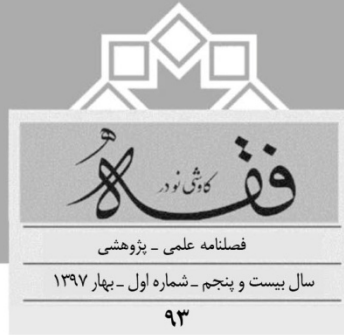 کاوشی نو در
فقه
فصلنامه علمی ـ پژوهشی
سال بیست و پنجم ـ شماره اول ـ بهار ۱۳۹۷
۹۳